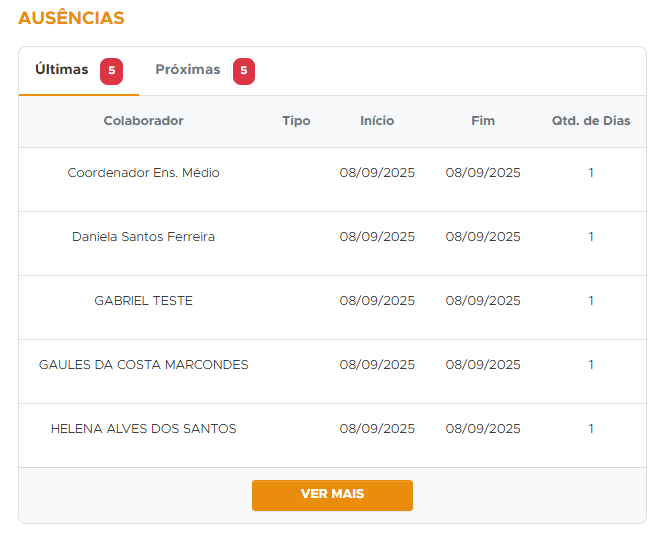 AUSÊNCIAS
Últimas 5 Próximas 5
Colaborador Tipo Início Fim Qtd. de Dias
Coordenador Ens. Médio 08/09/2025 08/09/2025 1
Daniela Santos Ferreira 08/09/2025 08/09/2025 1
GABRIEL TESTE 08/09/2025 08/09/2025 1
GAULES DA COSTA MARCONDES 08/09/2025 08/09/2025 1
HELENA ALVES DOS SANTOS 08/09/2025 08/09/2025 1
VER MAIS